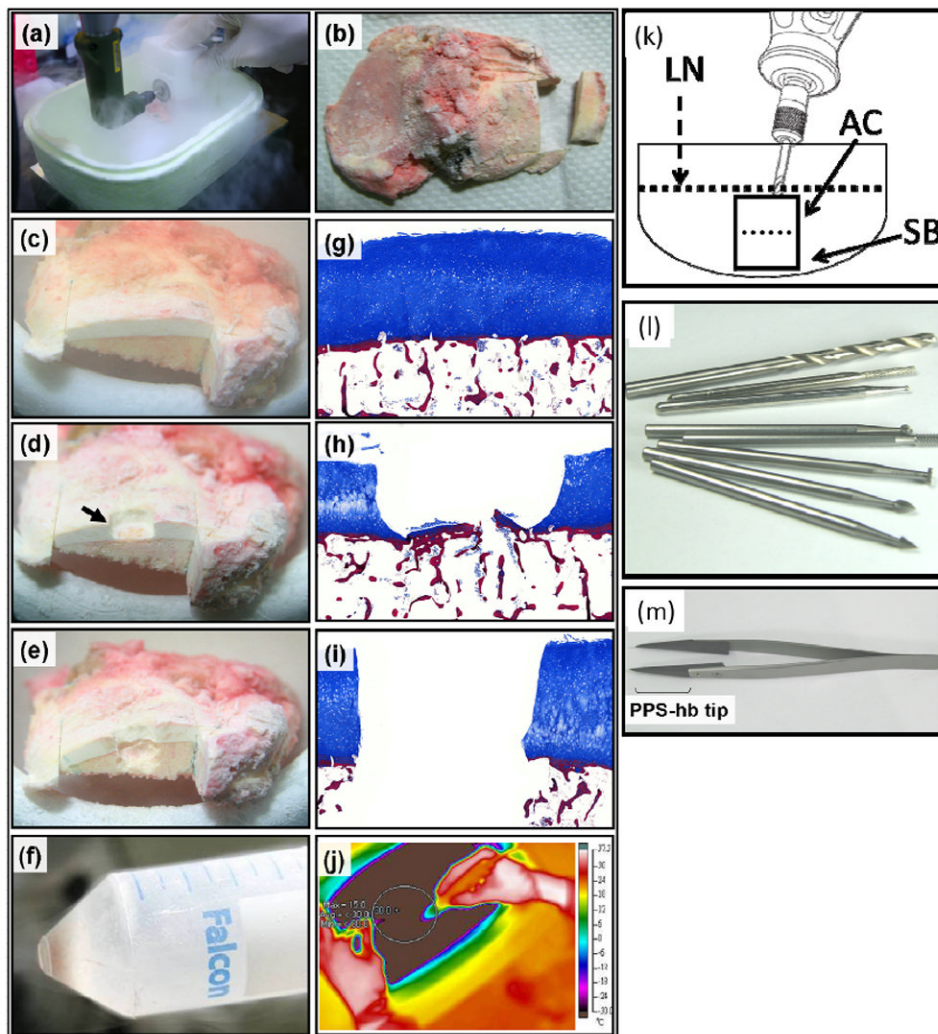 (a)
(b)
(k)
LN
AC
SB
(c)
(g)
(l)
(d)
(h)
(m)
PPS-hb tip
(e)
(i)
(f)
Falcon
(j)
°C